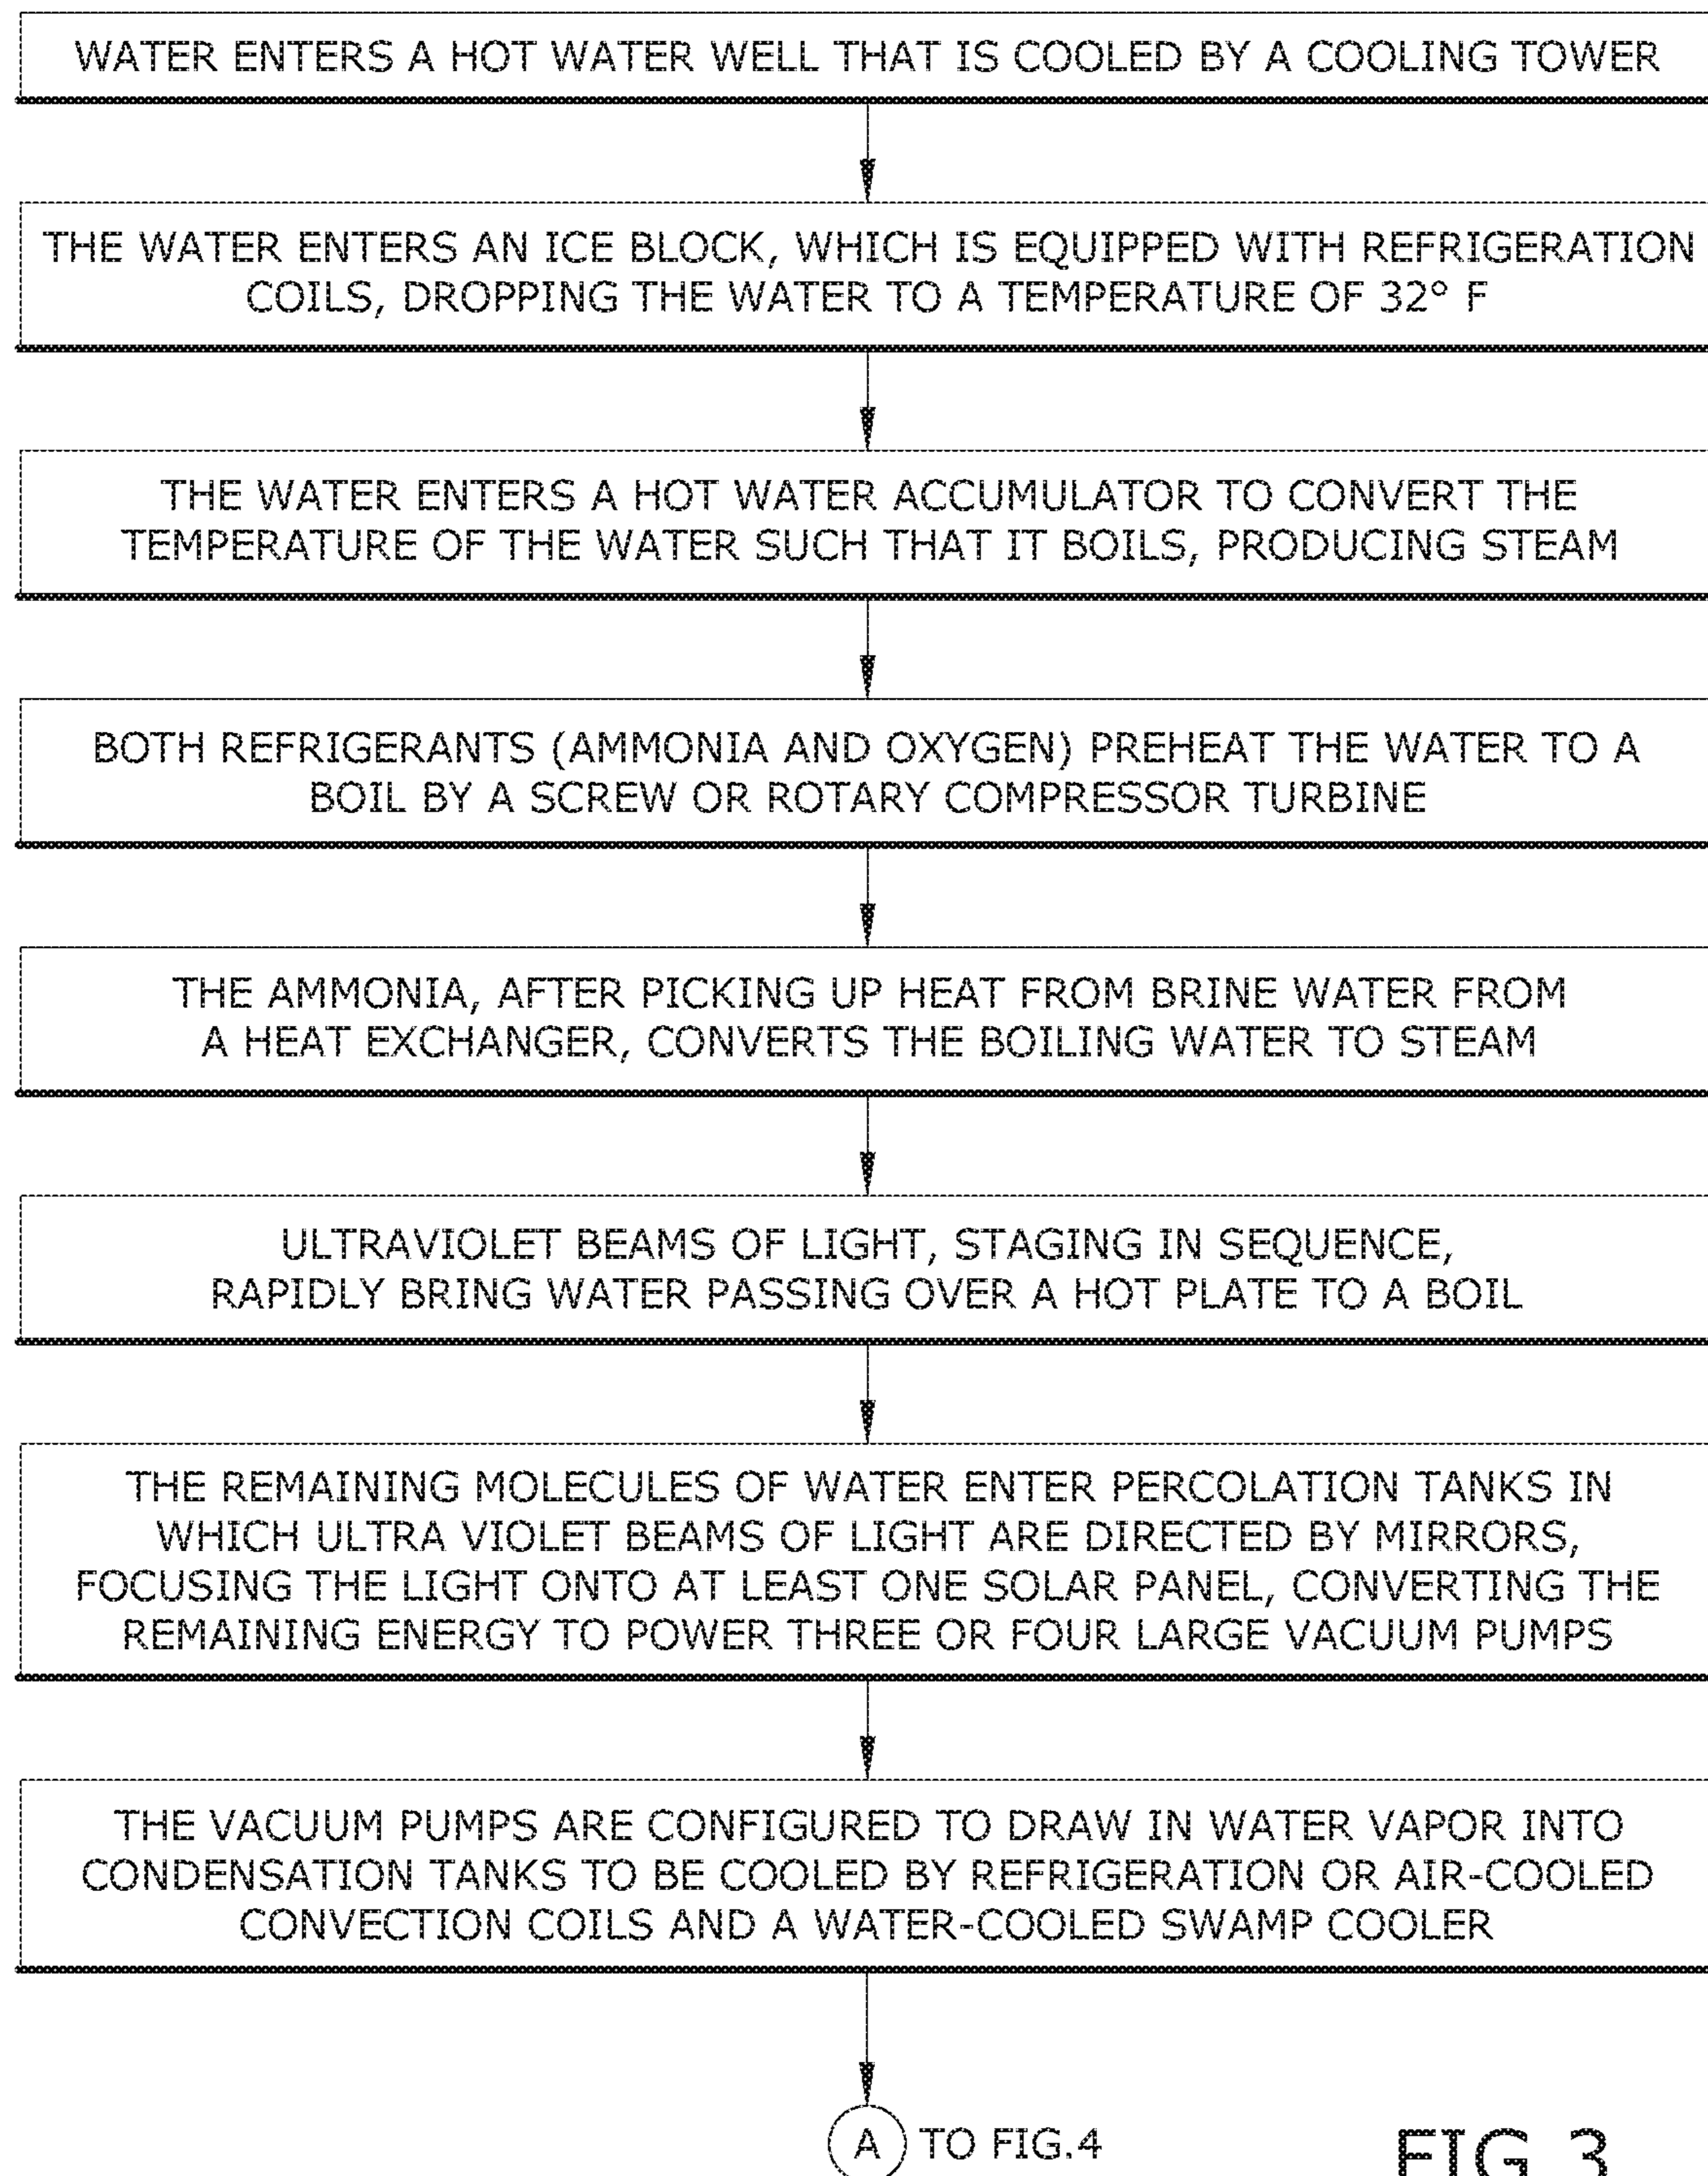 WATER ENTERS A HOT WATER WELL THAT IS COOLED BY A COOLING TOWER
THE WATER ENTERS AN ICE BLOCK, WHICH IS EQUIPPED WITH REFRIGERATION
COILS, DROPPING THE WATER TO A TEMPERATURE OF 32° F
THE WATER ENTERS A HOT WATER ACCUMULATOR TO CONVERT THE
TEMPERATURE OF THE WATER SUCH THAT IT BOILS, PRODUCING STEAM
BOTH REFRIGERANTS (AMMONIA AND OXYGEN) PREHEAT THE WATER TO A
BOIL BY A SCREW OR ROTARY COMPRESSOR TURBINE
THE AMMONIA, AFTER PICKING UP HEAT FROM BRINE WATER FROM
A HEAT EXCHANGER, CONVERTS THE BOILING WATER TO STEAM
ULTRAVIOLET BEAMS OF LIGHT, STAGING IN SEQUENCE,
RAPIDLY BRING WATER PASSING OVER A HOT PLATE TO A BOIL
THE REMAINING MOLECULES OF WATER ENTER PERCOLATION TANKS IN
WHICH ULTRA VIOLET BEAMS OF LIGHT ARE DIRECTED BY MIRRORS,
FOCUSING THE LIGHT ONTO AT LEAST ONE SOLAR PANEL, CONVERTING THE
REMAINING ENERGY TO POWER THREE OR FOUR LARGE VACUUM PUMPS
THE VACUUM PUMPS ARE CONFIGURED TO DRAW IN WATER VAPOR INTO
CONDENSATION TANKS TO BE COOLED BY REFRIGERATION OR AIR-COOLED
CONVECTION COILS AND A WATER-COOLED SWAMP COOLER
A TO FIG.4
FIG.3